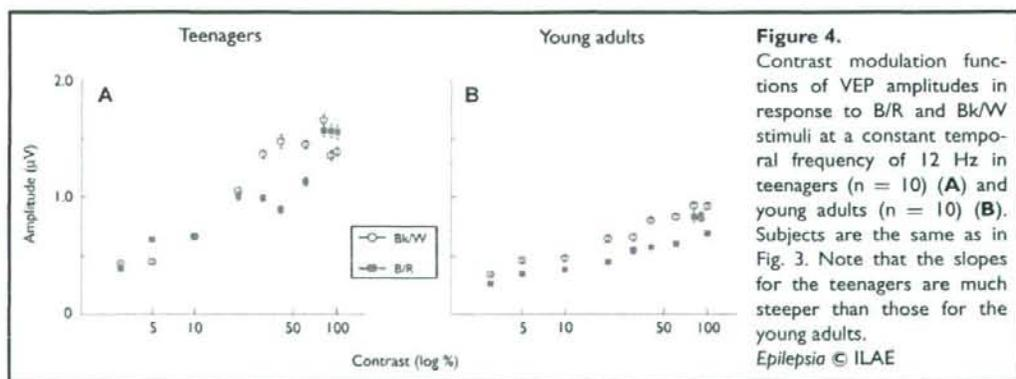 Teenagers
Young adults
A
B
2.0
1.0
0
Amplitude (μV)
Bk/W
B/R
5 10 50 100
5 10 50 100
Contrast (log %)
Figure 4.
Contrast modulation func-
tions of VEP amplitudes in
response to B/R and Bk/W
stimuli at a constant tempo-
ral frequency of 12 Hz in
teenagers (n = 10) (A) and
young adults (n = 10) (B).
Subjects are the same as in
Fig. 3. Note that the slopes
for the teenagers are much
steeper than those for the
young adults.
Epilepsia © ILAE